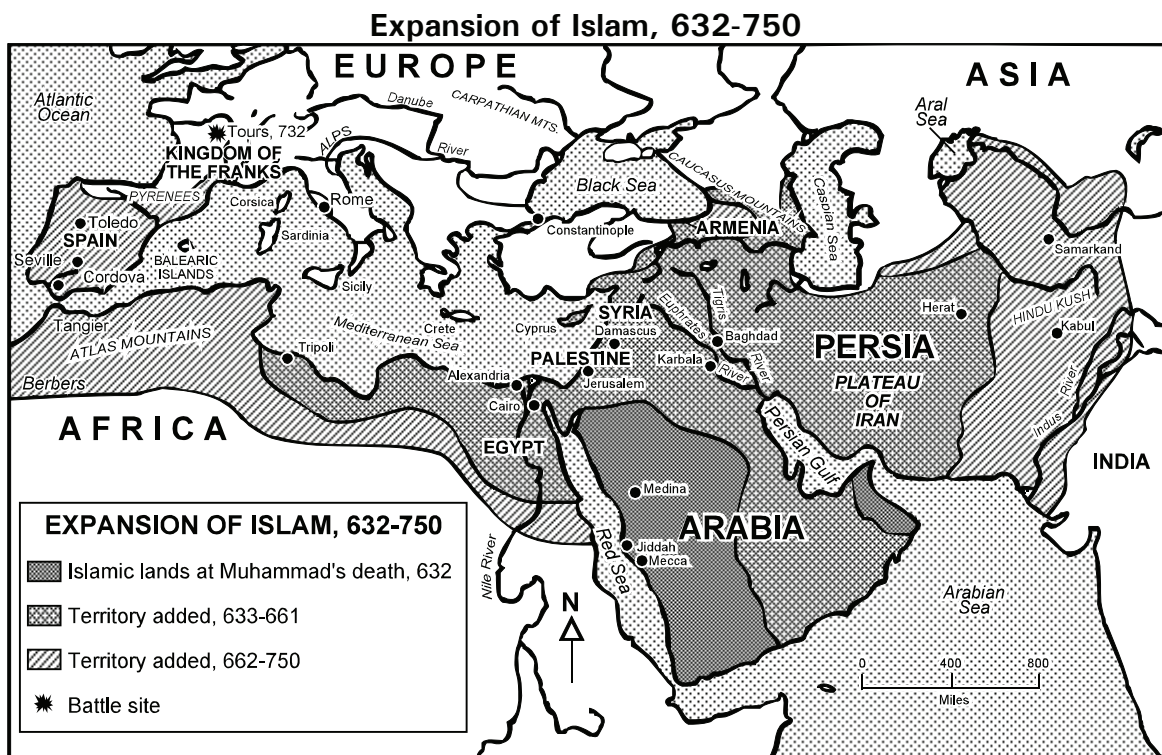 Expansion of Islam, 632-750
EUROPE
ASIA
Atlantic
Ocean
Danube
CARPATHIAN MTS.
Aral
Sea
Tours, 732
ALPS
River
KINGDOM OF
THE FRANKS
CAUCASUS MOUNTAINS
Caspian Sea
Black Sea
PYRENEES
Corsica
Rome
Toledo
Constantinople
ARMENIA
SPAIN
Sardinia
Samarkand
Seville
BALEARIC
ISLANDS
Cordova
Sicily
HINDU KUSH
Tangier
Mediterranean Sea
Crete
Cyprus
SYRIA
Euphrates
Tigris
Herat
Kabul
ATLAS MOUNTAINS
Damascus
Baghdad
PERSIA
Tripoli
PALESTINE
Karbala
River
River
PLATEAU
OF
IRAN
Berbers
Alexandria
Jerusalem
Indus River
Cairo
AFRICA
EGYPT
Persian Gulf
INDIA
Medina
ARABIA
Red Sea
Jiddah
Mecca
Nile River
Arabian
Sea
N
0 400 800
Miles
EXPANSION OF ISLAM, 632-750
Islamic lands at Muhammad's death, 632
Territory added, 633-661
Territory added, 662-750
Battle site